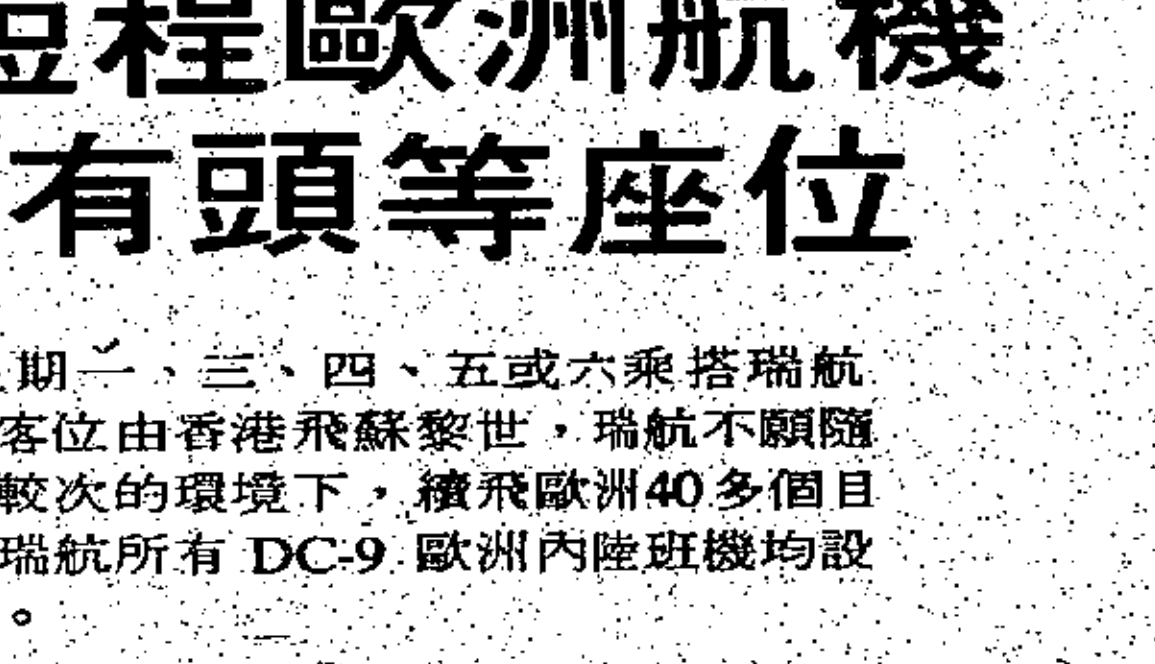 短程歐洲航機
有頭等座位
期一、三、四、五或六乘搭瑞航
客位由香港飛蘇黎世，瑞航不願隨
較次的環境下，續飛歐洲40多個目
瑞航所有 DC-9 歐洲內陸班機均設
。